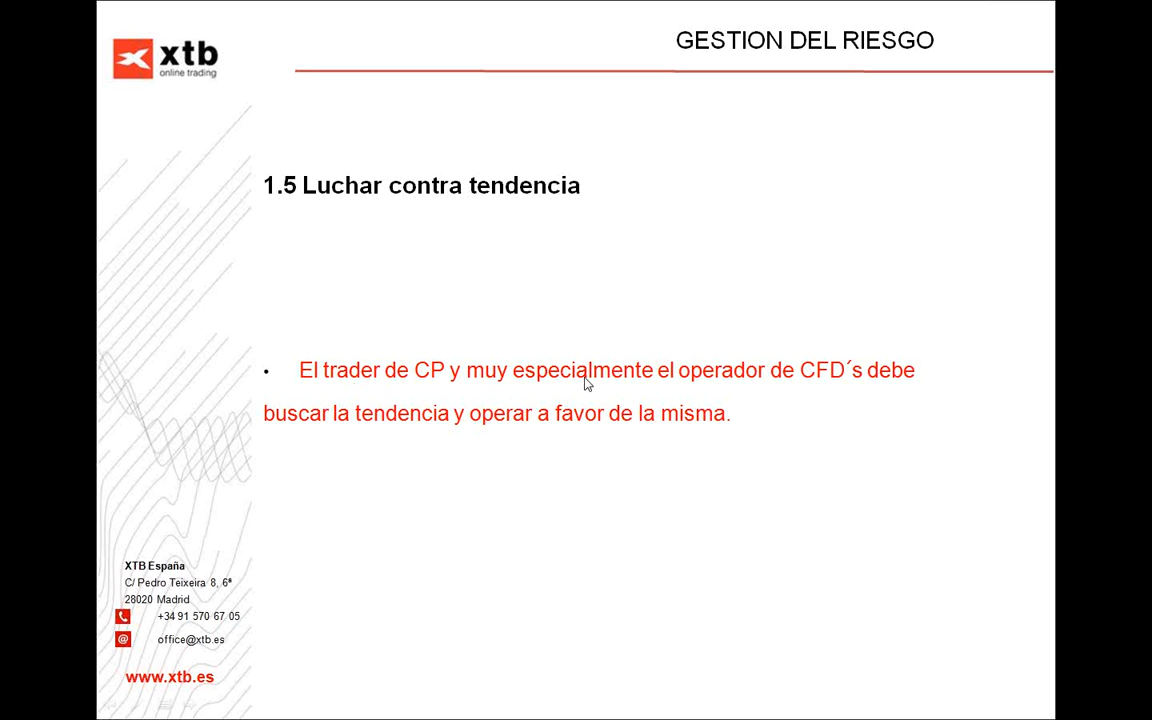 xtb
online trading
GESTION DEL RIESGO
1.5 Luchar contra tendencia
• El trader de CP y muy especialmente el operador de CFD´s debe
buscar la tendencia y operar a favor de la misma.
XTB España
C/ Pedro Teixeira 8, 6ª
28020 Madrid
+34 91 570 67 05
@ office@xtb.es
www.xtb.es